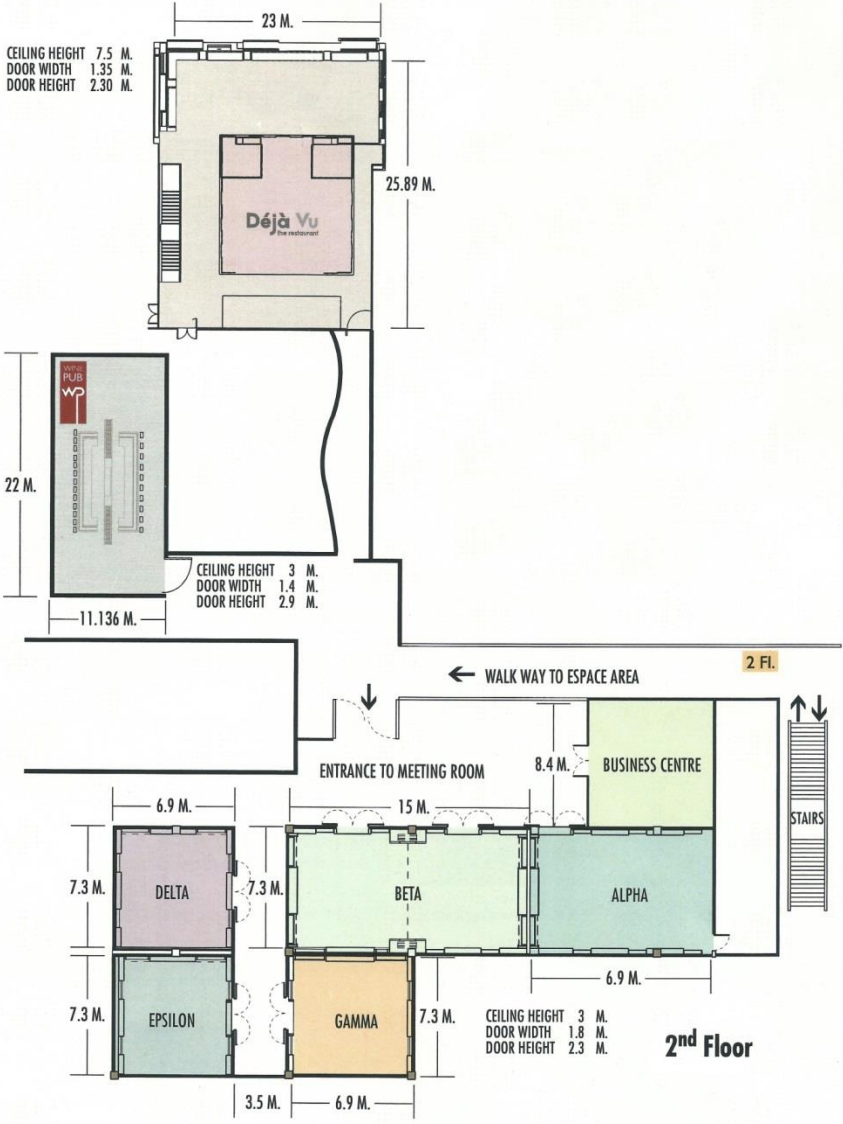 23 M.
CEILING HEIGHT 7.5 M.
DOOR WIDTH 1.35 M.
DOOR HEIGHT 2.30 M.
25.89 M.
Déjà Vu
the restaurant
WINE
PUB
WP
22 M.
CEILING HEIGHT 3 M.
DOOR WIDTH 1.4 M.
DOOR HEIGHT 2.9 M.
11.136 M.
2 Fl.
WALK WAY TO ESPACE AREA
8.4 M.
BUSINESS CENTRE
ENTRANCE TO MEETING ROOM
6.9 M.
15 M.
STAIRS
7.3 M.
DELTA
7.3 M.
BETA
ALPHA
6.9 M.
7.3 M.
EPSILON
GAMMA
7.3 M.
CEILING HEIGHT 3 M.
DOOR WIDTH 1.8 M.
DOOR HEIGHT 2.3 M.
2nd Floor
3.5 M.
6.9 M.